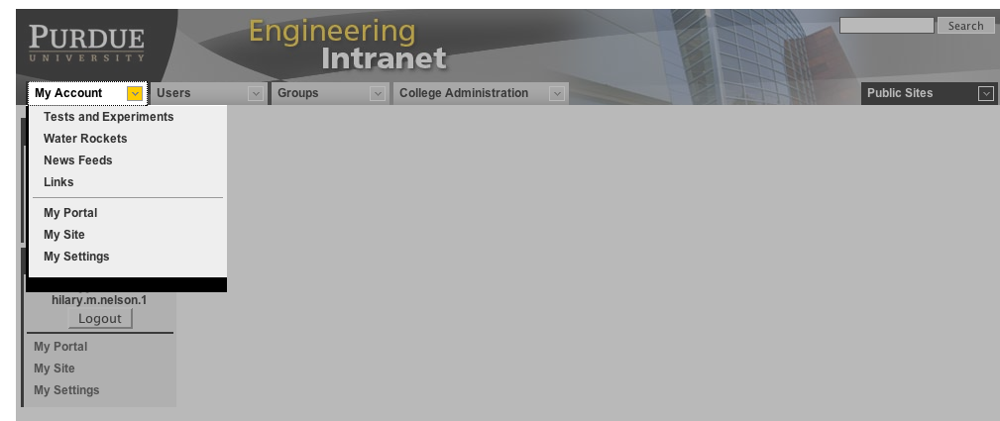 PURDUE
UNIVERSITY
Engineering
Intranet
Search
My Account
Users
Groups
College Administration
Public Sites
Tests and Experiments
Water Rockets
News Feeds
Links
My Portal
My Site
My Settings
hilary.m.nelson.1
Logout
My Portal
My Site
My Settings